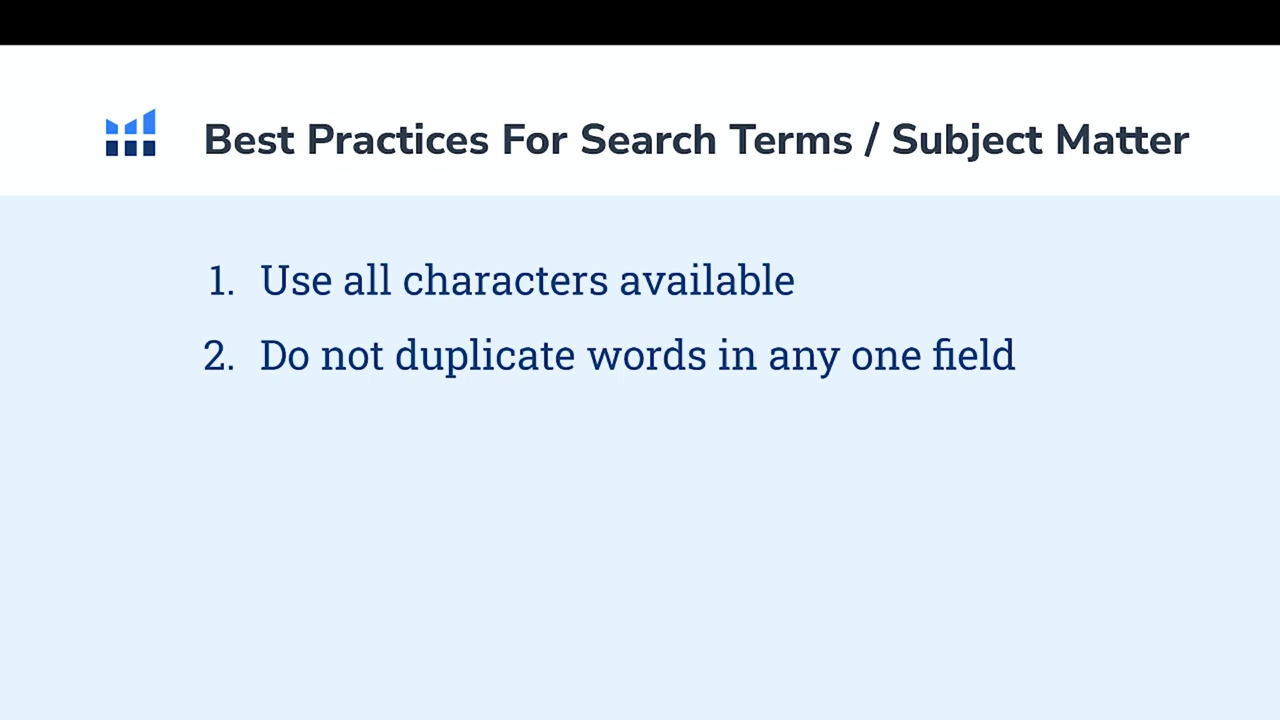 Best Practices For Search Terms / Subject Matter
1. Use all characters available
2. Do not duplicate words in any one field